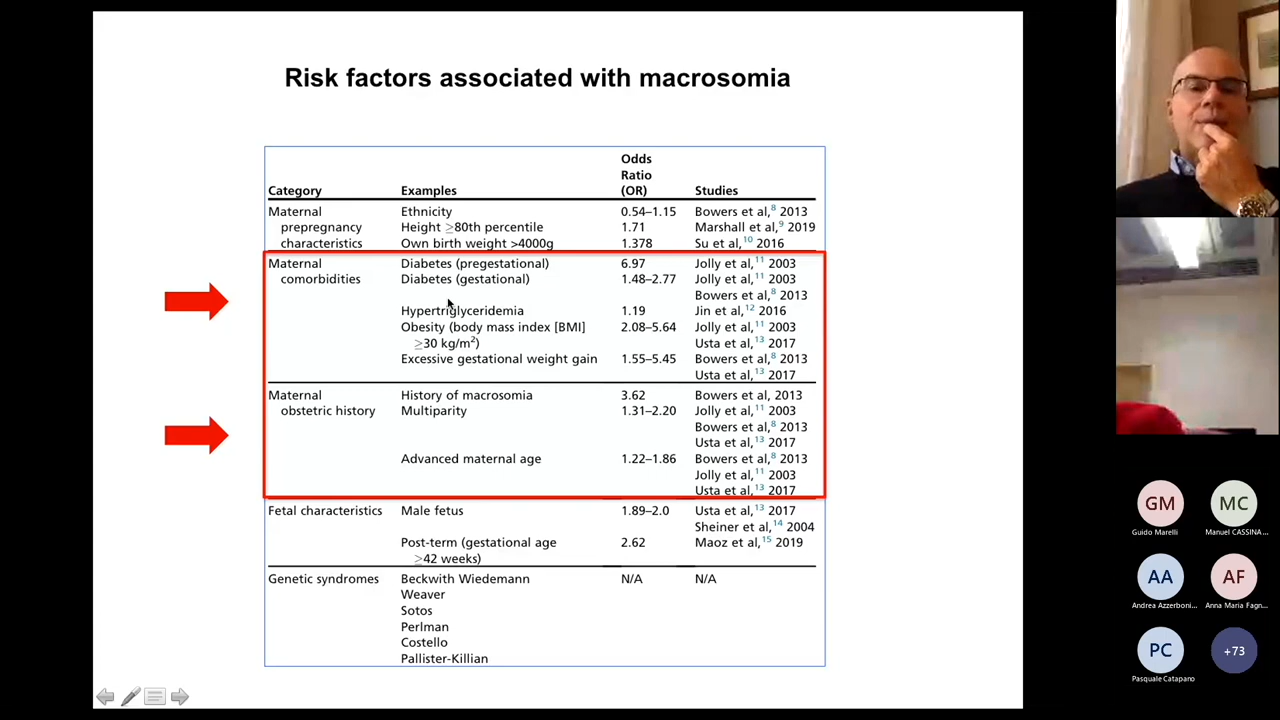 Risk factors associated with macrosomia
Category Examples Odds Ratio (OR) Studies
Maternal prepregnancy characteristics
Ethnicity 0.54–1.15 Bowers et al,8 2013
Height ≥80th percentile 1.71 Marshall et al,9 2019
Own birth weight >4000g 1.378 Su et al,10 2016
Maternal comorbidities
Diabetes (pregestational) 6.97 Jolly et al,11 2003
Diabetes (gestational) 1.48–2.77 Jolly et al,11 2003
Bowers et al,8 2013
Hypertriglyceridemia 1.19 Jin et al,12 2016
Obesity (body mass index [BMI] 2.08–5.64 Jolly et al,11 2003
≥30 kg/m2) Usta et al,13 2017
Excessive gestational weight gain 1.55–5.45 Bowers et al,8 2013
Usta et al,13 2017
Maternal obstetric history
History of macrosomia 3.62 Bowers et al, 2013
Multiparity 1.31–2.20 Jolly et al,11 2003
Bowers et al,8 2013
Usta et al,13 2017
Advanced maternal age 1.22–1.86 Bowers et al,8 2013
Jolly et al,11 2003
Usta et al,13 2017
Fetal characteristics Male fetus 1.89–2.0 Usta et al,13 2017
Sheiner et al,14 2004
Post-term (gestational age 2.62 Maoz et al,15 2019
≥42 weeks)
Genetic syndromes Beckwith Wiedemann N/A N/A
Weaver
Sotos
Perlman
Costello
Pallister-Killian
GM MC
Guido Marelli Manuel CASSINA...
AA AF
Andrea Azzerboni... Anna Maria Fagn...
PC +73
Pasquale Catapano